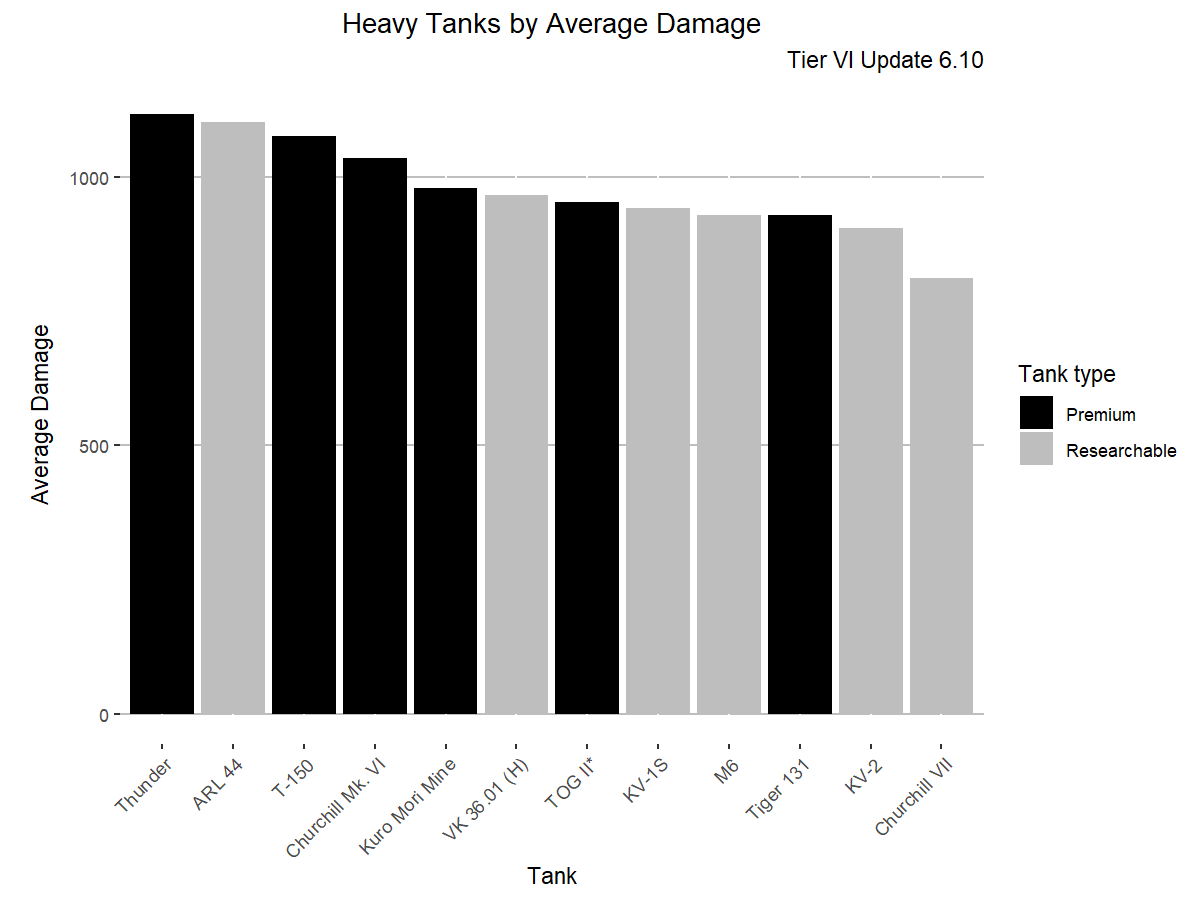 Heavy Tanks by Average Damage
Tier VI Update 6.10
Average Damage
1000
500
0
Thunder
ARL 44
T-150
Churchill Mk. VI
Kuro Mori Mine
VK 36.01 (H)
TOG II*
KV-1S
M6
Tiger 131
KV-2
Churchill VII
Tank
Tank type
Premium
Researchable